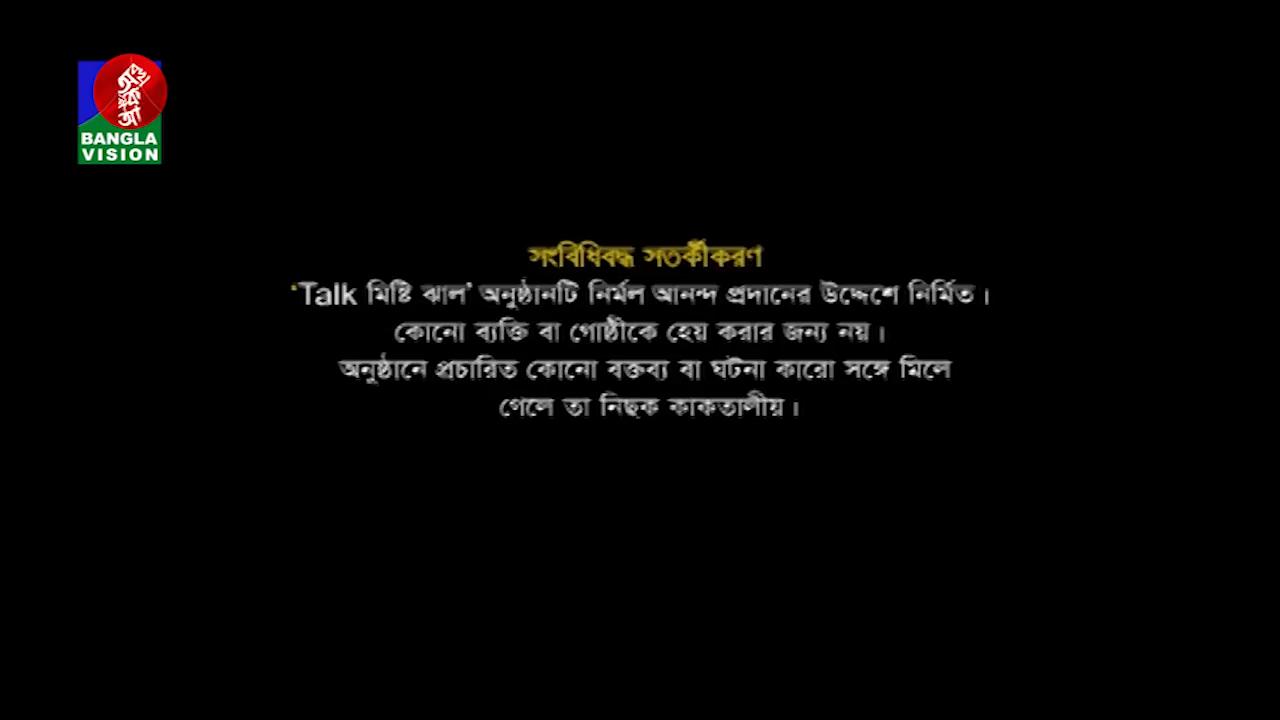 BANGLA
VISION
সংবিধিবদ্ধ সতর্কীকরণ
‘Talk মিষ্টি ঝাল’ অনুষ্ঠানটি নির্মল আনন্দ প্রদানের উদ্দেশে নির্মিত।
কোনো ব্যক্তি বা গোষ্ঠীকে হেয় করার জন্য নয়।
অনুষ্ঠানে প্রচারিত কোনো বক্তব্য বা ঘটনা কারো সঙ্গে মিলে
গেলে তা নিছক কাকতালীয়।